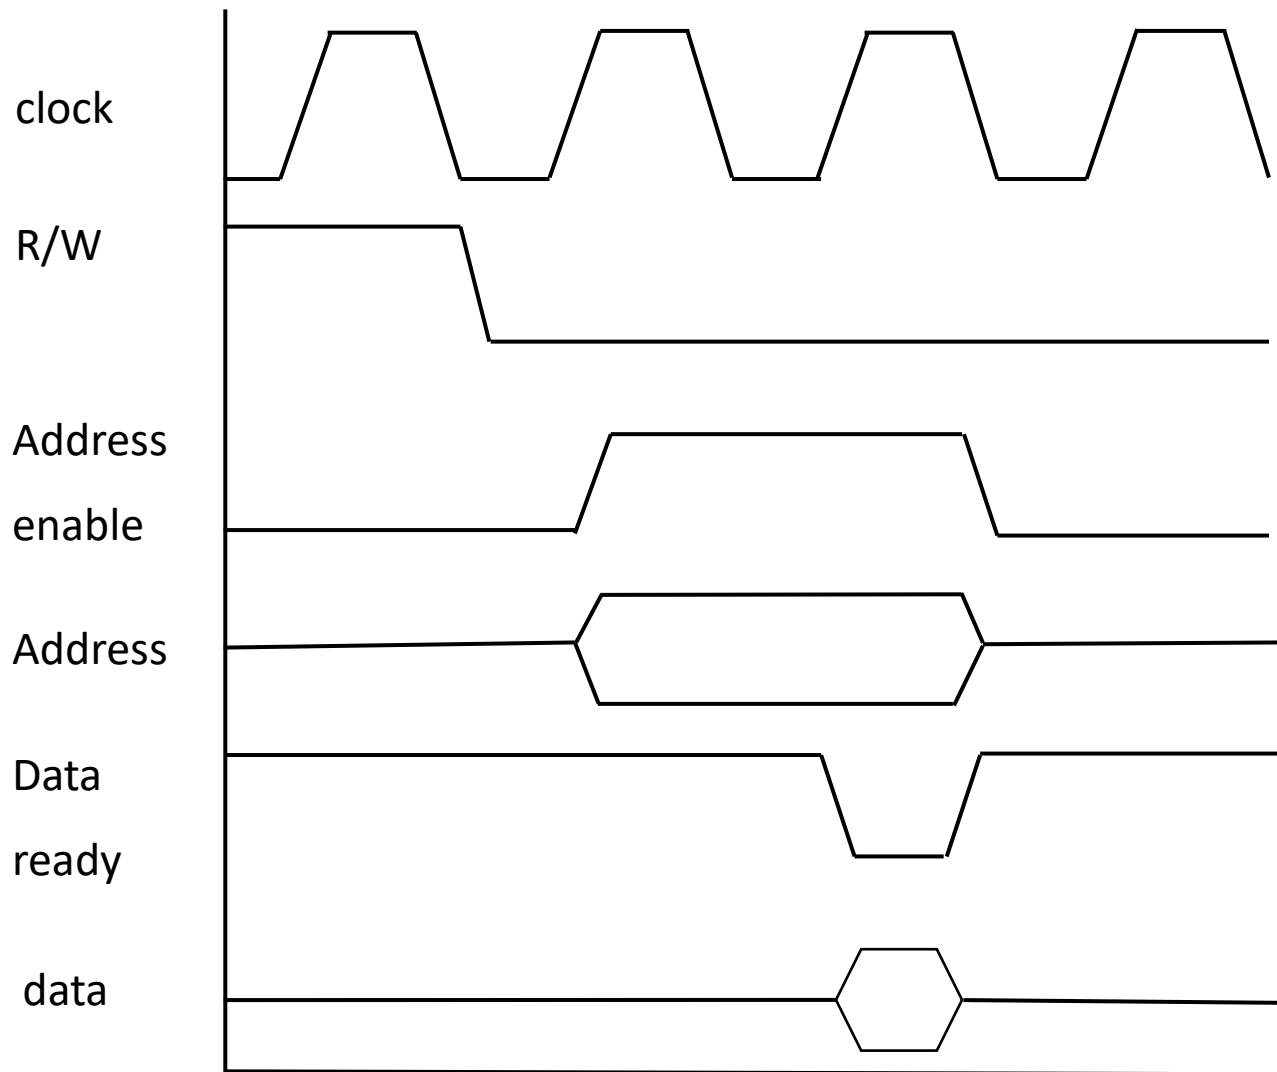 clock
R/W
Address
enable
Address
Data
ready
data